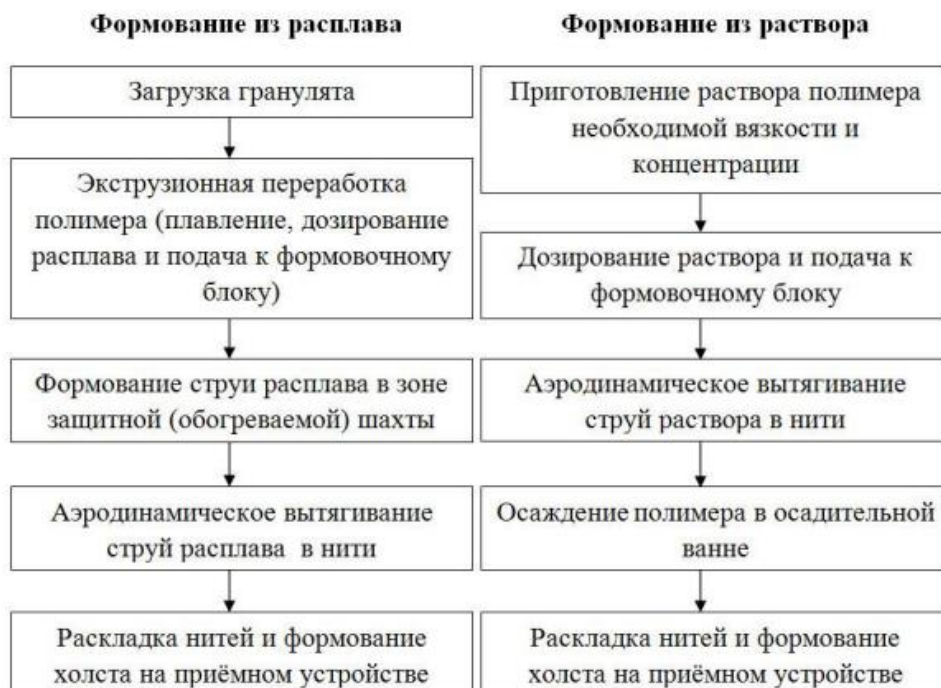 Формование из расплава
Загрузка гранулята
Экструзионная переработка
полимера (плавление, дозирование
расплава и подача к формовочному
блоку)
Формование струи расплава в зоне
защитной (обогреваемой) шахты
Аэродинамическое вытягивание
струй расплава в нити
Раскладка нитей и формование
холста на приёмном устройстве
Формование из раствора
Приготовление раствора полимера
необходимой вязкости и
концентрации
Дозирование раствора и подача к
формовочному блоку
Аэродинамическое вытягивание
струй раствора в нити
Осаждение полимера в осадительной
ванне
Раскладка нитей и формование
холста на приёмном устройстве